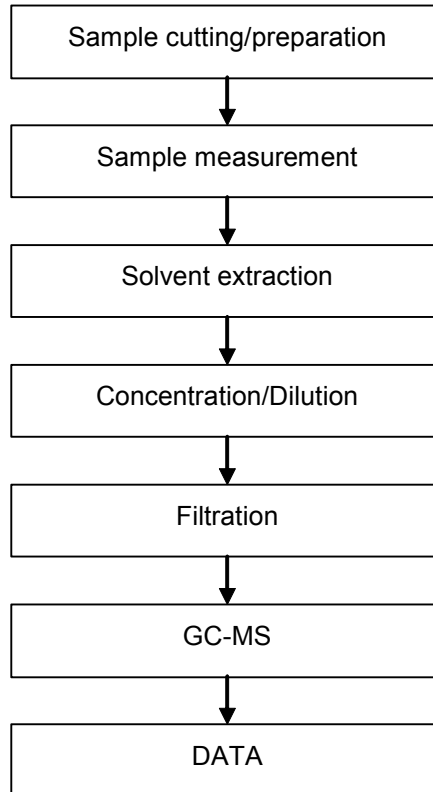 Sample cutting/preparation
Sample measurement
Solvent extraction
Concentration/Dilution
Filtration
GC-MS
DATA